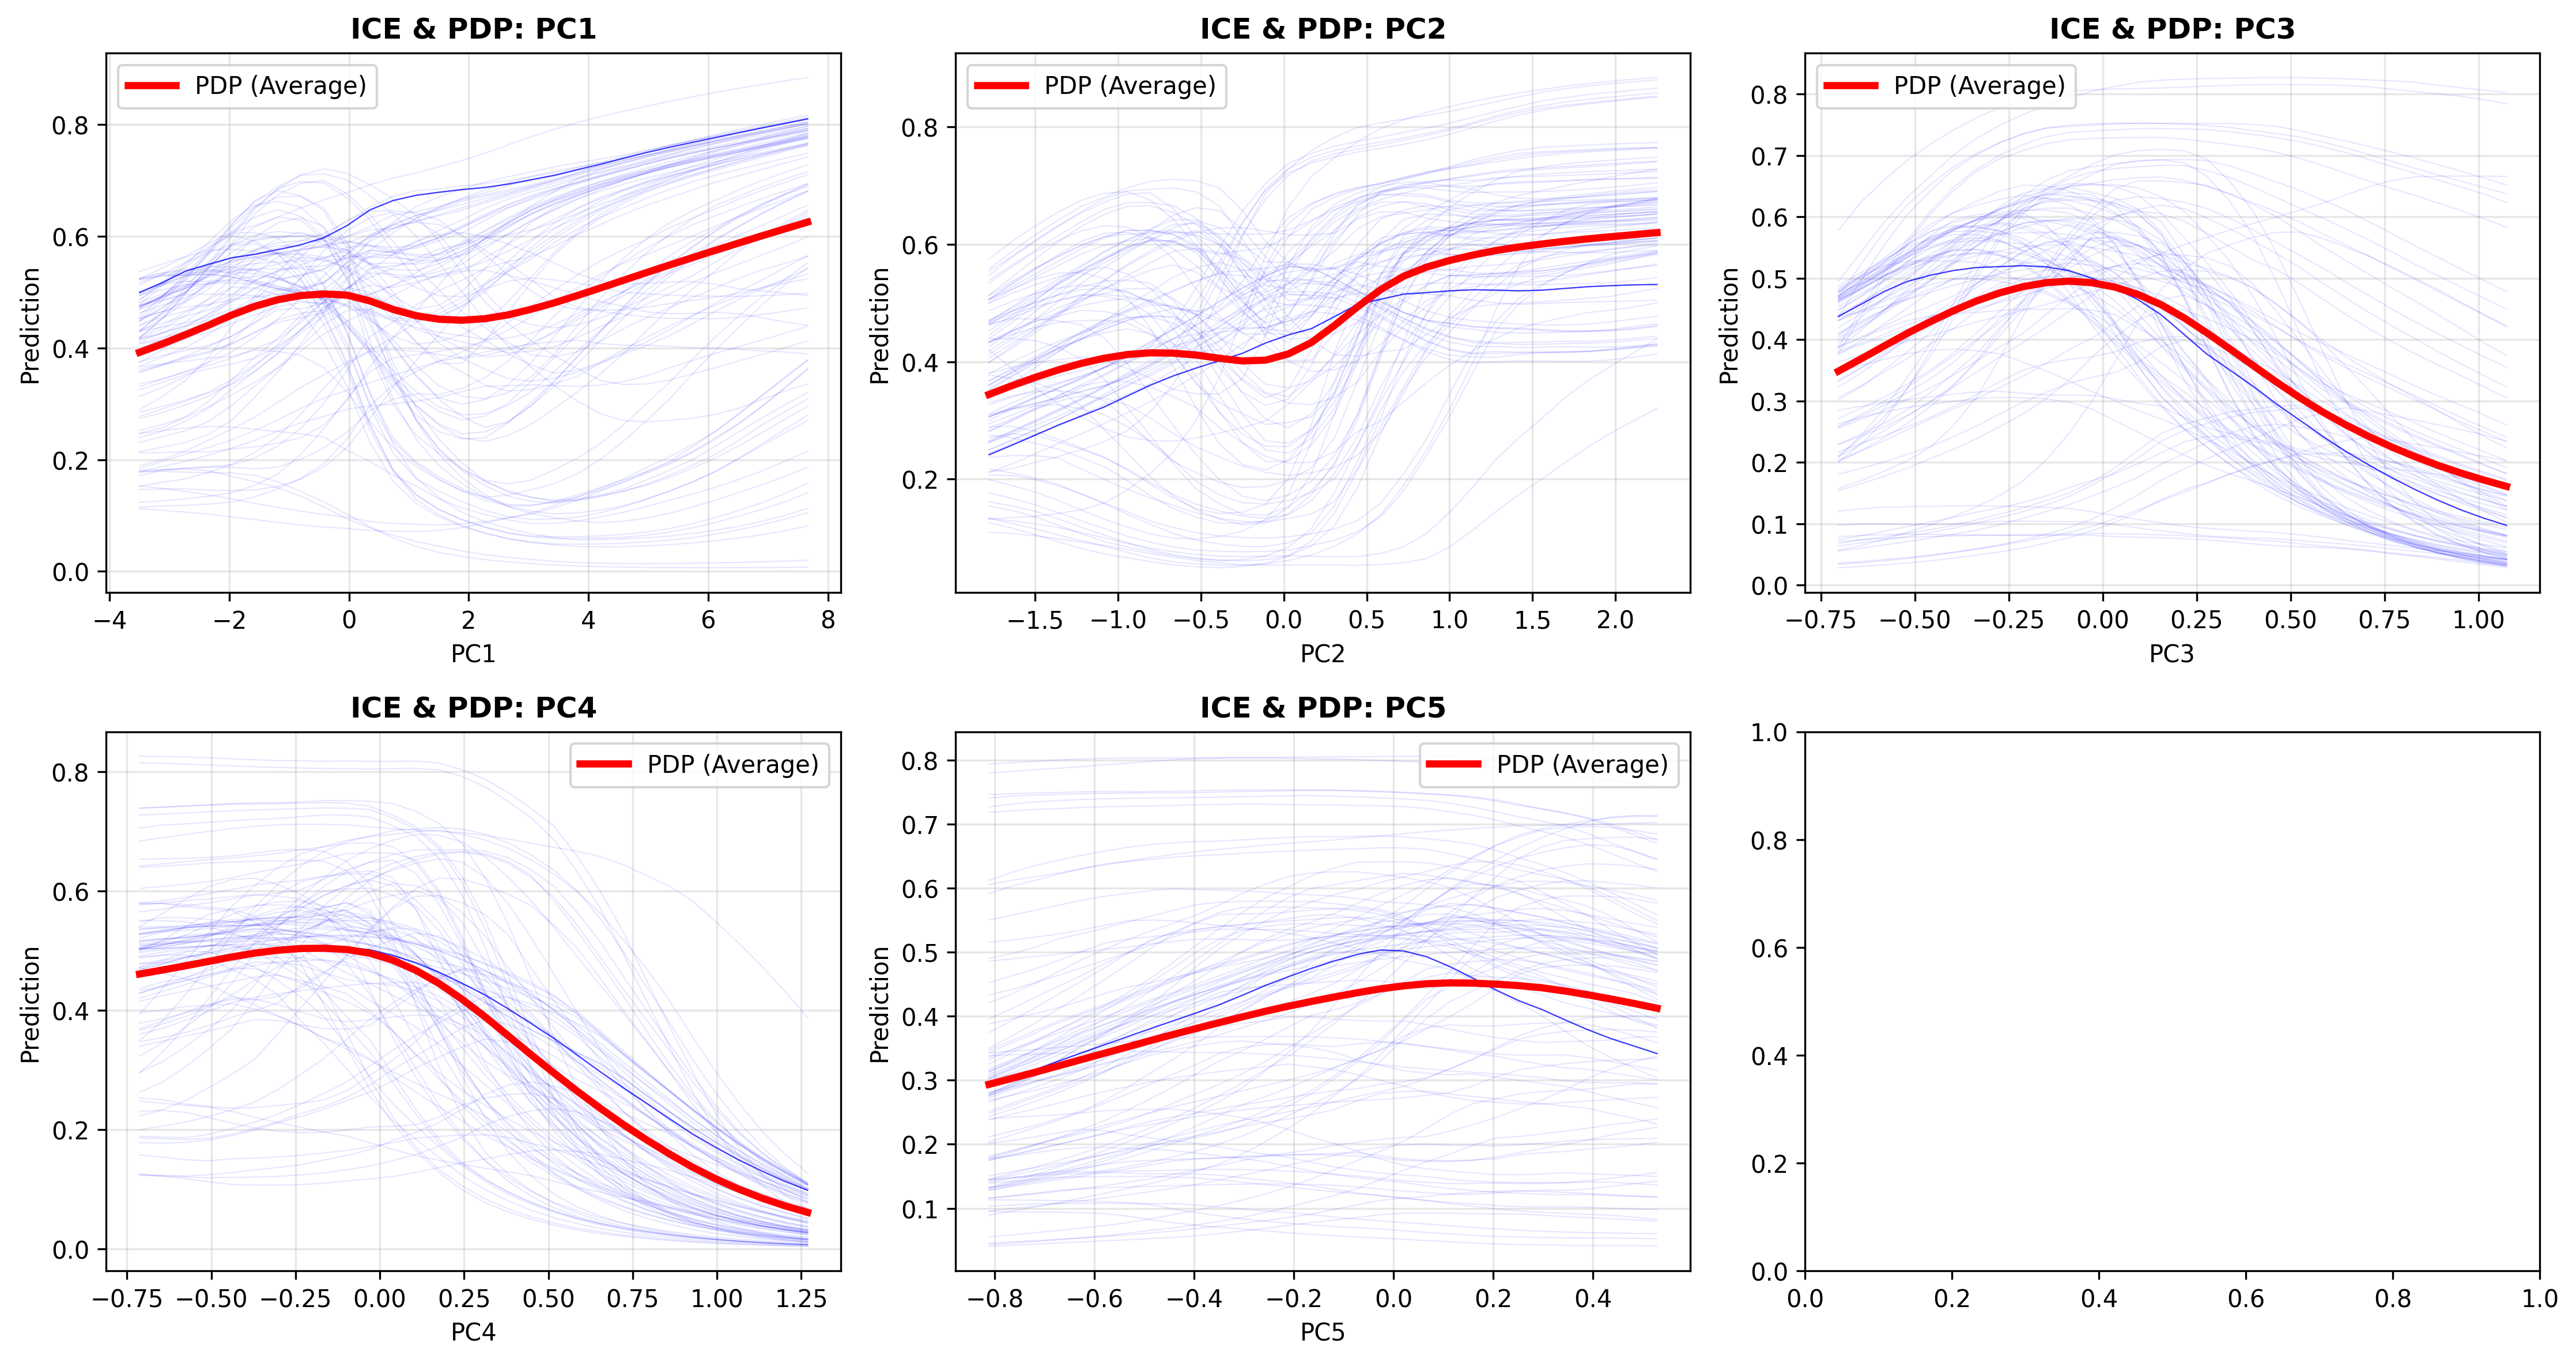 ICE & PDP: PC1
PDP (Average)
Prediction
0.8
0.6
0.4
0.2
0.0
−4 −2 0 2 4 6 8
PC1
ICE & PDP: PC2
PDP (Average)
Prediction
0.8
0.6
0.4
0.2
−1.5 −1.0 −0.5 0.0 0.5 1.0 1.5 2.0
PC2
ICE & PDP: PC3
PDP (Average)
Prediction
0.8
0.7
0.6
0.5
0.4
0.3
0.2
0.1
0.0
−0.75 −0.50 −0.25 0.00 0.25 0.50 0.75 1.00
PC3
ICE & PDP: PC4
PDP (Average)
Prediction
0.8
0.6
0.4
0.2
0.0
−0.75 −0.50 −0.25 0.00 0.25 0.50 0.75 1.00 1.25
PC4
ICE & PDP: PC5
PDP (Average)
Prediction
0.8
0.7
0.6
0.5
0.4
0.3
0.2
0.1
−0.8 −0.6 −0.4 −0.2 0.0 0.2 0.4
PC5
1.0
0.8
0.6
0.4
0.2
0.0
0.0 0.2 0.4 0.6 0.8 1.0